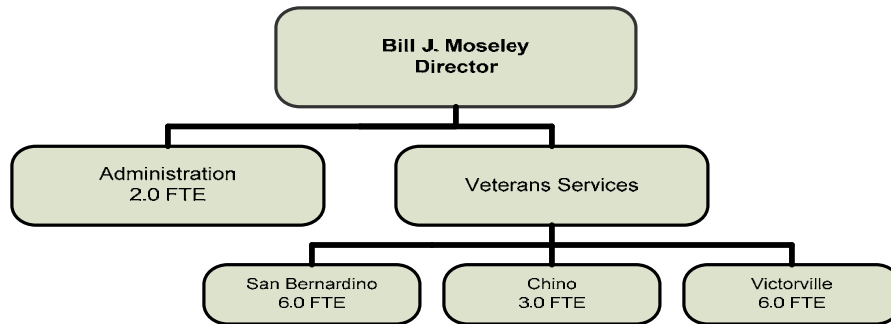 Bill J. Moseley
Director
Administration
2.0 FTE
Veterans Services
San Bernardino
6.0 FTE
Chino
3.0 FTE
Victorville
6.0 FTE